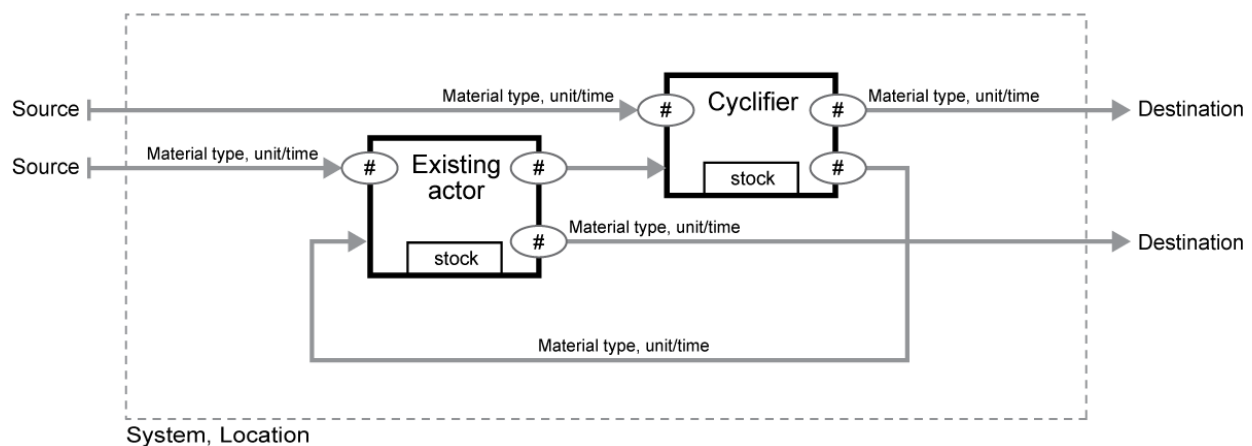 Source
Material type, unit/time
#
Cyclifier
#
Material type, unit/time
Destination
Source
Material type, unit/time
#
Existing
actor
#
stock
#
Material type, unit/time
Destination
stock
#
Material type, unit/time
System, Location